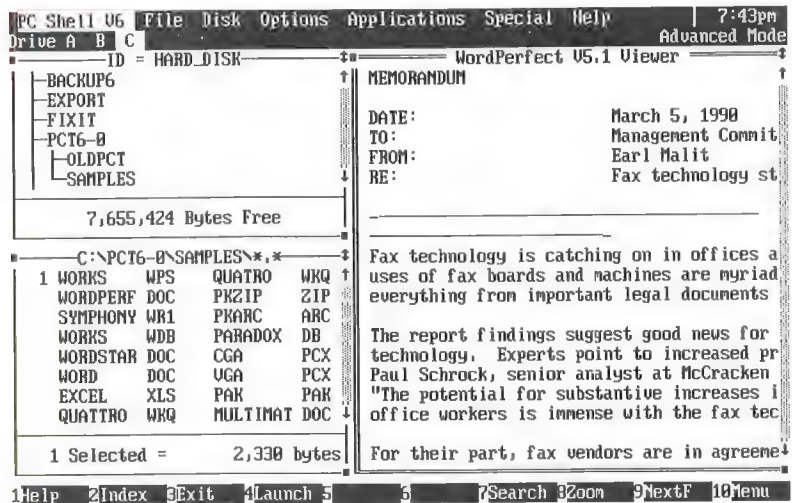 PC Shell V6 File Disk Options Applications Special Help 7:43pm
Drive A B C Advanced Mode
ID = HARD_DISK
BACKUP6
EXPORT
FIXIT
PCT6-0
OLDPCT
SAMPLES
7,655,424 Bytes Free
C:\PCT6-0\SAMPLES\*.*
1 WORKS WPS QUATRO WKQ
WORDPERF DOC PKZIP ZIP
SYMPHONY WR1 PKARC ARC
WORKS WDB PARADOX DB
WORDSTAR DOC CGA PCX
WORD DOC VGA PCX
EXCEL XLS PAK PAK
QUATTRO WKQ MULTIMAT DOC
1 Selected = 2,330 bytes
WordPerfect V5.1 Viewer
MEMORANDUM
DATE: March 5, 1990
TO: Management Commit
FROM: Earl Malit
RE: Fax technology st
Fax technology is catching on in offices a
uses of fax boards and machines are myriad
everything from important legal documents
The report findings suggest good news for
technology. Experts point to increased pr
Paul Schrock, senior analyst at McCracken
"The potential for substantive increases i
office workers is immense with the fax tec
For their part, fax vendors are in agreeme
1Help 2Index 3Exit 4Launch 5 6 7Search 8Zoom 9NextF 10Menu